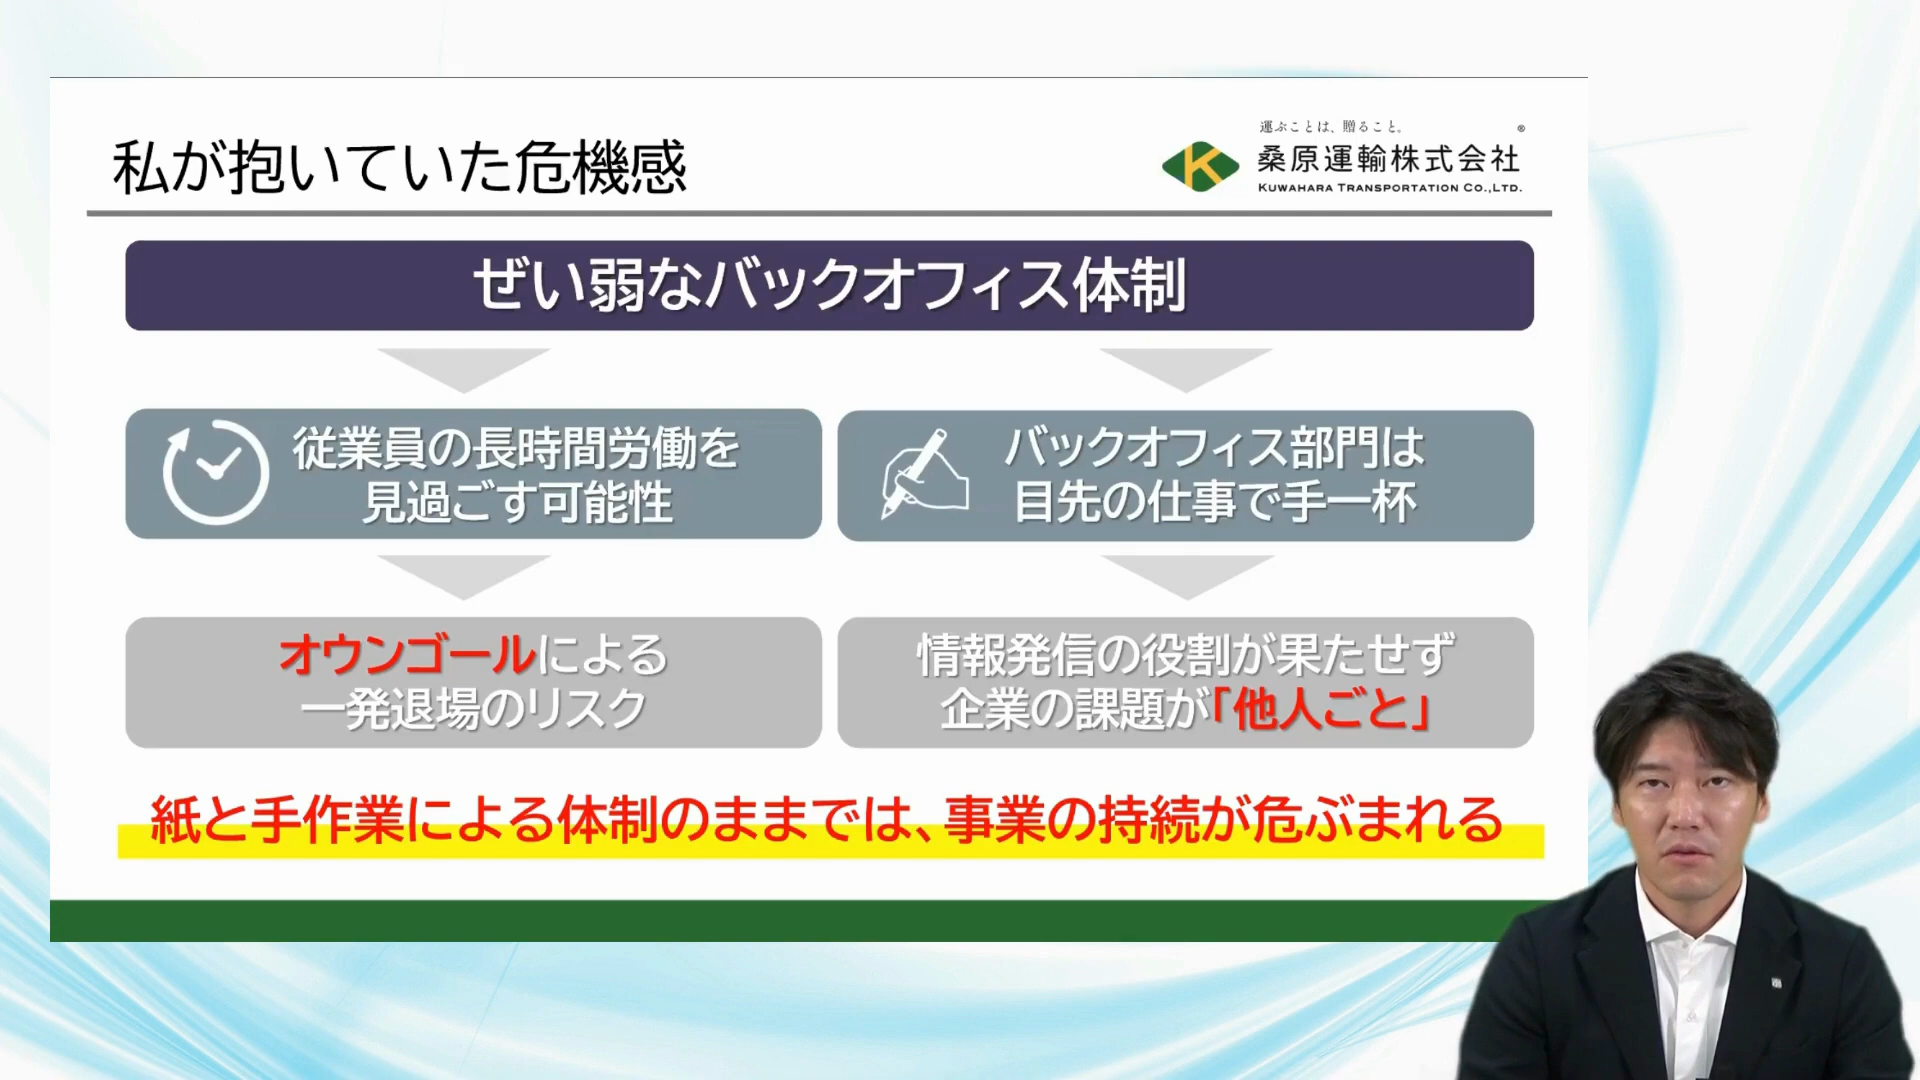 私が抱いていた危機感
運ぶことは、贈ること。
®
桑原運輸株式会社
KUWAHARA TRANSPORTATION CO.,LTD.
ぜい弱なバックオフィス体制
従業員の長時間労働を
見過ごす可能性
バックオフィス部門は
目先の仕事で手一杯
オウンゴールによる
一発退場のリスク
情報発信の役割が果たせず
企業の課題が「他人ごと」
紙と手作業による体制のままでは、事業の持続が危ぶまれる